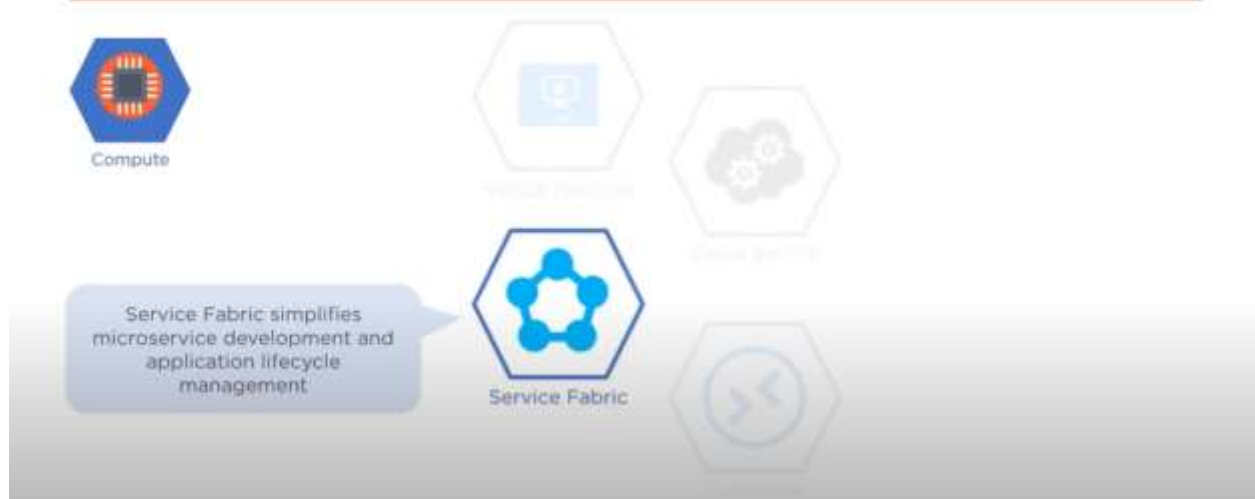 Compute
Service Fabric simplifies
microservice development and
application lifecycle
management
Service Fabric